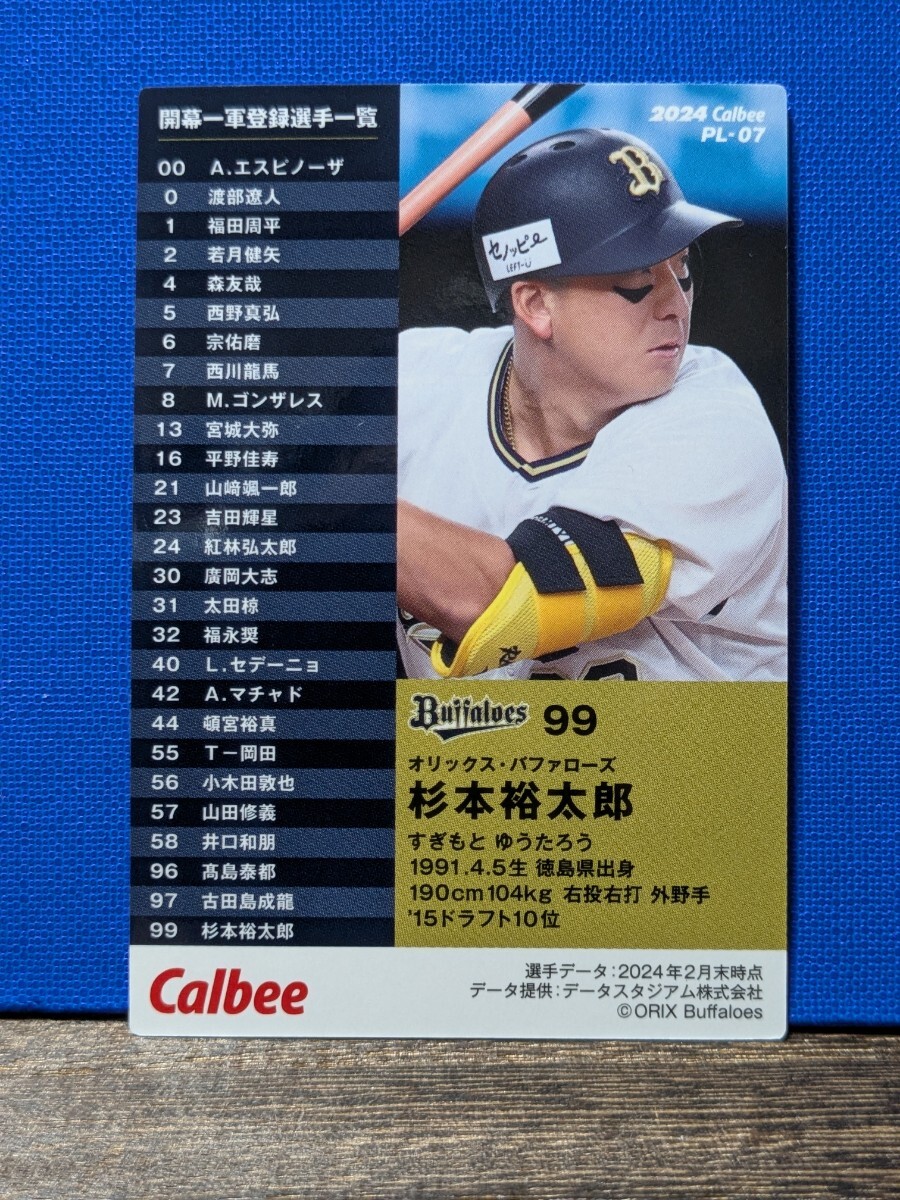 開幕一軍登録選手一覧
00 A.エスピノーザ
0 渡部遼人
1 福田周平
2 若月健矢
4 森友哉
5 西野真弘
6 宗佑磨
7 西川龍馬
8 M.ゴンザレス
13 宮城大弥
16 平野佳寿
21 山﨑颯一郎
23 吉田輝星
24 紅林弘太郎
30 廣岡大志
31 太田椋
32 福永奨
40 L.セデーニョ
42 A.マチャド
44 頓宮裕真
55 T－岡田
56 小木田敦也
57 山田修義
58 井口和朋
96 髙島泰都
97 古田島成龍
99 杉本裕太郎
2024 Calbee
PL-07
B
セノッピー
Buffaloes 99
オリックス・バファローズ
杉本裕太郎
すぎもと ゆうたろう
1991.4.5生 徳島県出身
190cm104kg 右投右打 外野手
'15ドラフト10位
Calbee
選手データ:2024年2月末時点
データ提供:データスタジアム株式会社
©ORIX Buffaloes